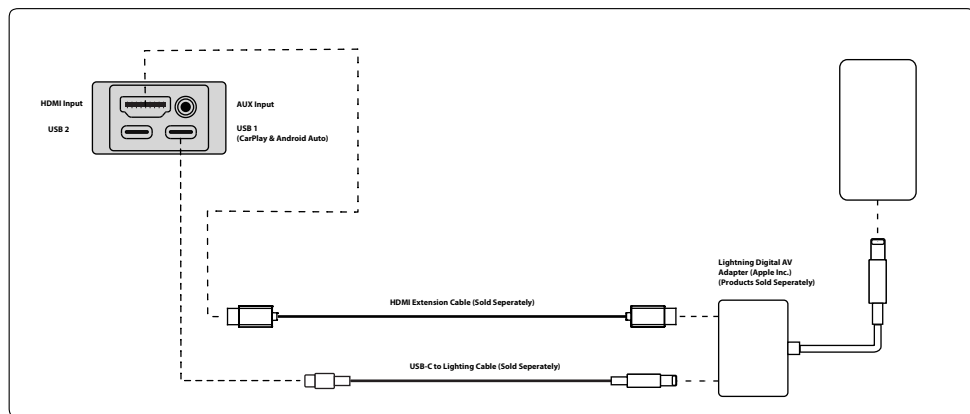 HDMI Input
AUX Input
USB 2
USB 1
(CarPlay & Android Auto)
Lightning Digital AV
Adapter (Apple Inc.)
(Products Sold Seperately)
HDMI Extension Cable (Sold Seperately)
USB-C to Lighting Cable (Sold Seperately)